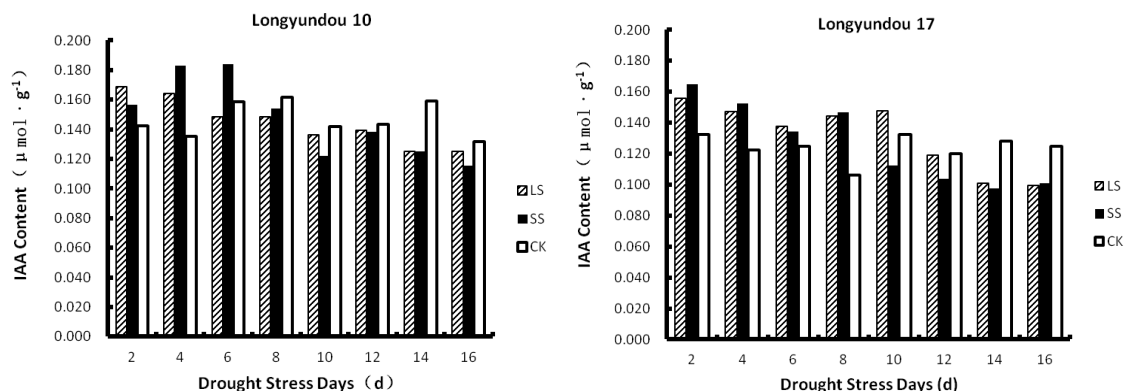 Longyundou 10
IAA Content（μ mol · g⁻¹）
0.200
0.180
0.160
0.140
0.120
0.100
0.080
0.060
0.040
0.020
0.000
2 4 6 8 10 12 14 16
Drought Stress Days（d）
LS
SS
CK
Longyundou 17
IAA Content（μ mol · g⁻¹）
0.200
0.180
0.160
0.140
0.120
0.100
0.080
0.060
0.040
0.020
0.000
2 4 6 8 10 12 14 16
Drought Stress Days (d)
LS
SS
CK